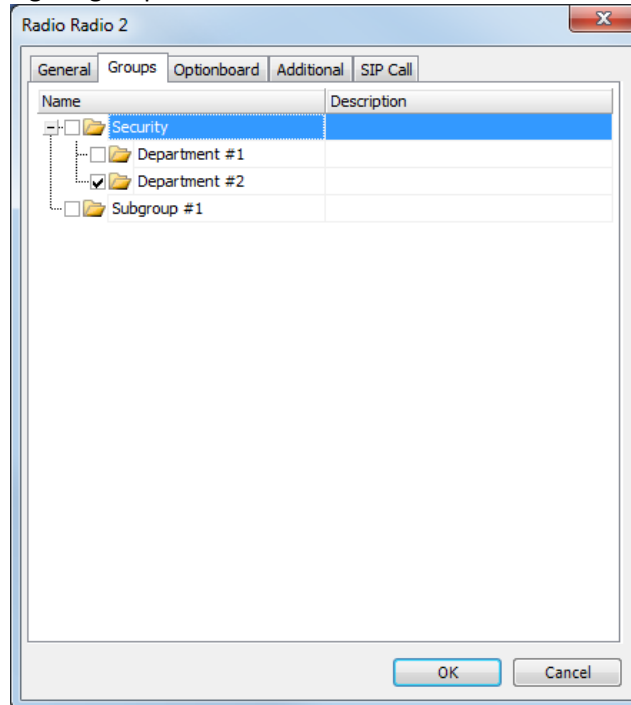 Radio Radio 2
General Groups Optionboard Additional SIP Call
Name Description
Security
Department #1
Department #2
Subgroup #1
OK Cancel